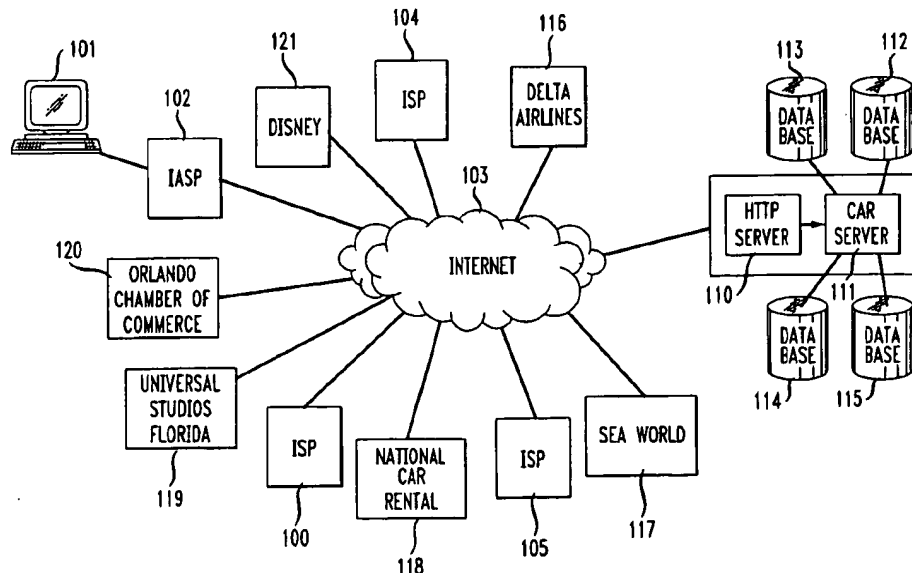 101
102
IASP
121
DISNEY
104
ISP
116
DELTA
AIRLINES
113
DATA
BASE
112
DATA
BASE
103
INTERNET
HTTP
SERVER
110
CAR
SERVER
111
120
ORLANDO
CHAMBER OF
COMMERCE
UNIVERSAL
STUDIOS
FLORIDA
119
ISP
100
NATIONAL
CAR
RENTAL
118
ISP
105
SEA WORLD
117
DATA
BASE
114
DATA
BASE
115